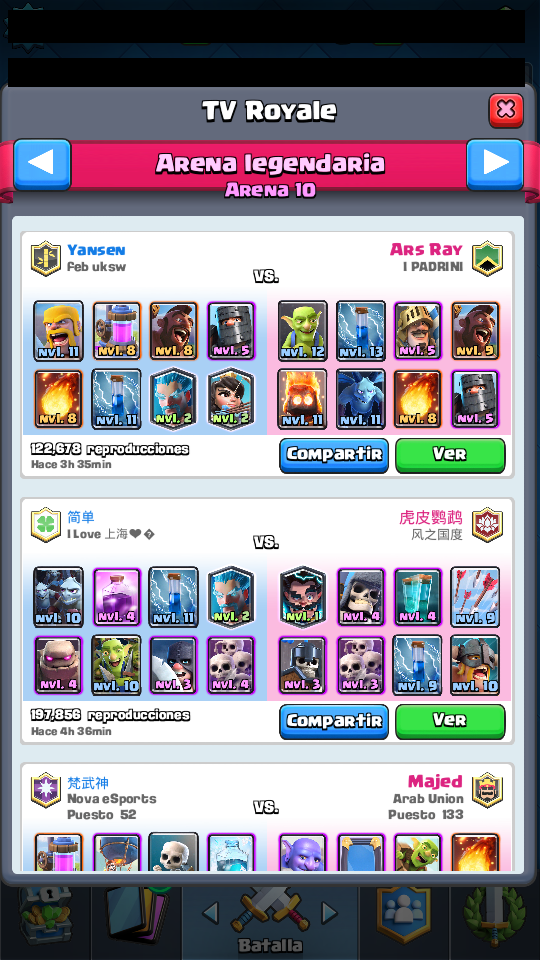 TV Royale
Arena legendaria
Arena 10
Yansen
feb uksw
vs.
Ars Ray
I PADRINI
nvl. 11 nvl. 8 nvl. 8 nvl. 5
nvl. 12 nvl. 13 nvl. 5 nvl. 9
nvl. 8 nvl. 11 nvl. 2 nvl. 2
nvl. 11 nvl. 11 nvl. 8 nvl. 5
122,678 reproducciones
Hace 3h 35min
Compartir
Ver
简单
I Love 上海❤�
vs.
虎皮鹦鹉
风之国度
nvl. 10 nvl. 4 nvl. 11 nvl. 2
nvl. 1 nvl. 4 nvl. 4 nvl. 9
nvl. 4 nvl. 10 nvl. 3 nvl. 4
nvl. 3 nvl. 3 nvl. 9 nvl. 10
197,856 reproducciones
Hace 4h 36min
Compartir
Ver
梵武神
Nova eSports
Puesto 52
vs.
Majed
Arab Union
Puesto 133
Batalla